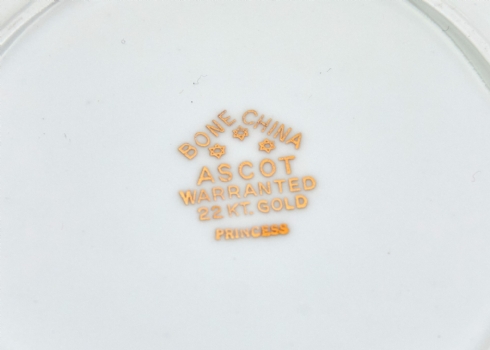 BONE CHINA
ASCOT
WARRANTED
22 KT. GOLD
PRINCESS